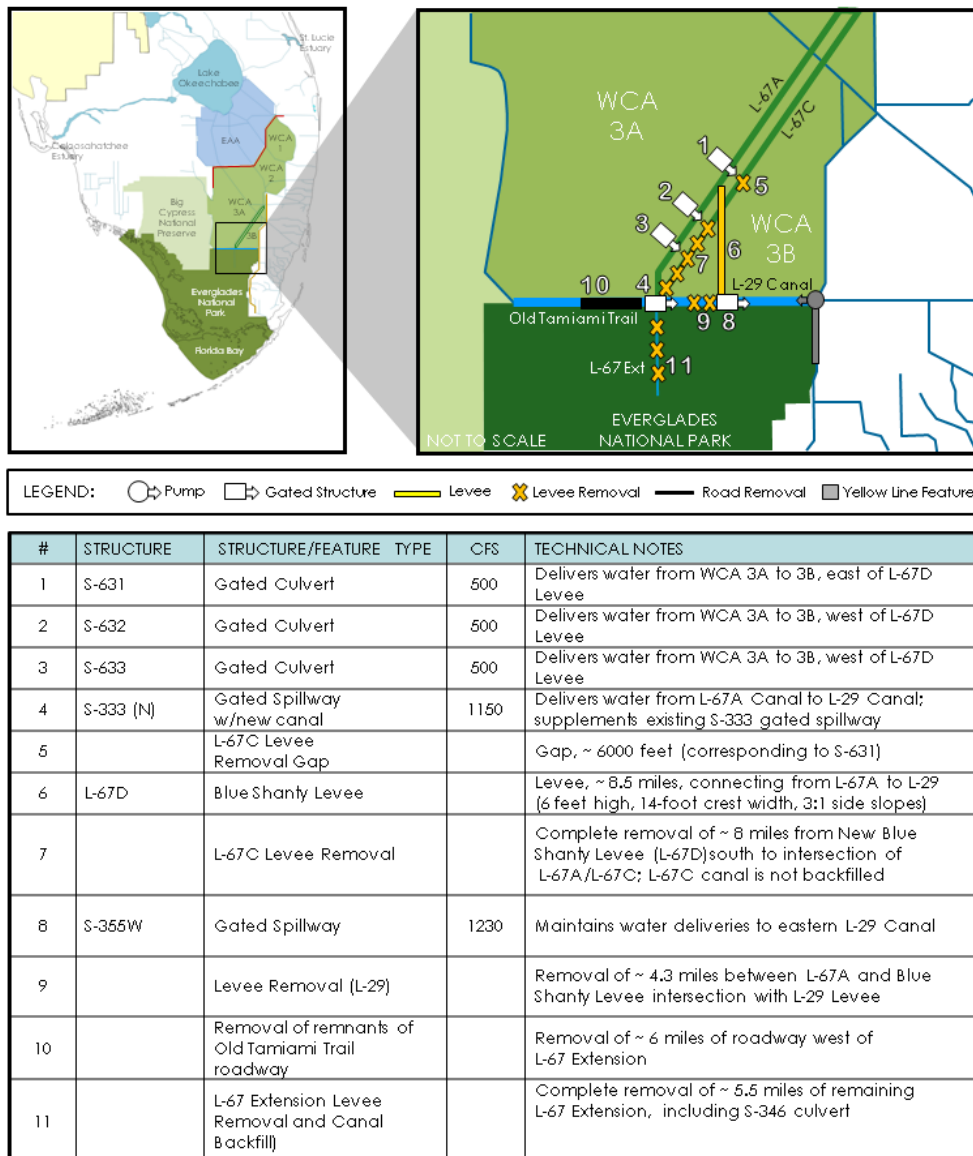 St. Lucie
Estuary
Lake
Okeechobee
EAA
WCA
1
WCA
2
Caloosahatchee
Estuary
WCA
3A
Big
Cypress
National
Preserve
3B
Everglades
National
Park
Florida Bay
WCA
3A
L-67A
L-67C
1
5
2
3
WCA
3B
6
7
10
4
L-29 Canal
Old Tamiami Trail
9
8
L-67 Ext
11
EVERGLADES
NATIONAL PARK
NOT TO SCALE
LEGEND: Pump Gated Structure Levee Levee Removal Road Removal Yellow Line Feature
# STRUCTURE STRUCTURE/FEATURE TYPE CFS TECHNICAL NOTES
1 S-631 Gated Culvert 500 Delivers water from WCA 3A to 3B, east of L-67D
Levee
2 S-632 Gated Culvert 500 Delivers water from WCA 3A to 3B, west of L-67D
Levee
3 S-633 Gated Culvert 500 Delivers water from WCA 3A to 3B, west of L-67D
Levee
4 S-333 (N) Gated Spillway
w/new canal 1150 Delivers water from L-67A Canal to L-29 Canal;
supplements existing S-333 gated spillway
5 L-67C Levee
Removal Gap Gap, ~ 6000 feet (corresponding to S-631)
6 L-67D Blue Shanty Levee Levee, ~ 8.5 miles, connecting from L-67A to L-29
(6 feet high, 14-foot crest width, 3:1 side slopes)
7 L-67C Levee Removal Complete removal of ~ 8 miles from New Blue
Shanty Levee (L-67D)south to intersection of
L-67A/L-67C; L-67C canal is not backfilled
8 S-355W Gated Spillway 1230 Maintains water deliveries to eastern L-29 Canal
9 Levee Removal (L-29) Removal of ~ 4.3 miles between L-67A and Blue
Shanty Levee intersection with L-29 Levee
10 Removal of remnants of
Old Tamiami Trail
roadway Removal of ~ 6 miles of roadway west of
L-67 Extension
11 L-67 Extension Levee
Removal and Canal
Backfill) Complete removal of ~ 5.5 miles of remaining
L-67 Extension, including S-346 culvert